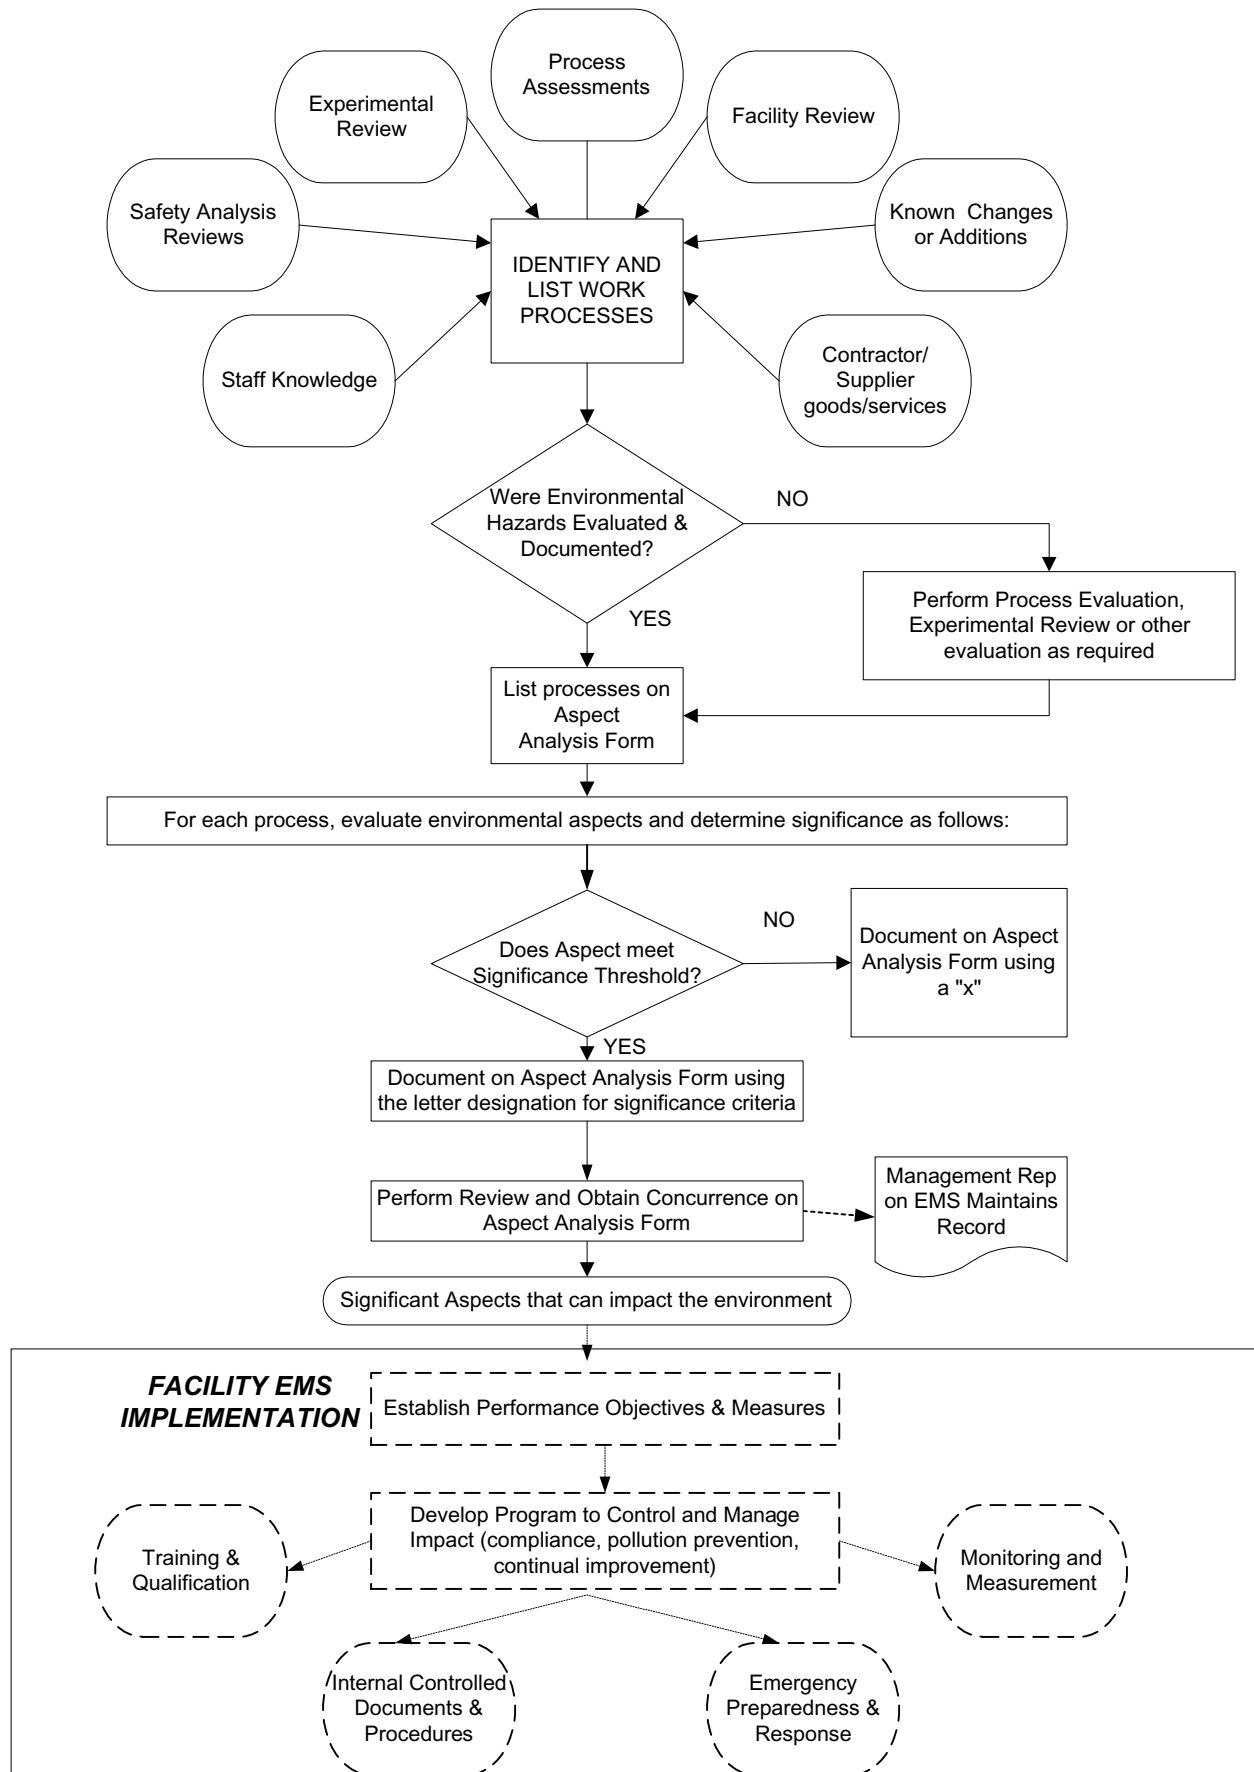 Process
Assessments
Experimental
Review
Facility Review
Safety Analysis
Reviews
Known  Changes
or Additions
IDENTIFY AND
LIST WORK
PROCESSES
Staff Knowledge
Contractor/
Supplier
goods/services
Were Environmental
Hazards Evaluated &
Documented?
NO
YES
Perform Process Evaluation,
Experimental Review or other
evaluation as required
List processes on
Aspect
Analysis Form
For each process, evaluate environmental aspects and determine significance as follows:
Does Aspect meet
Significance Threshold?
NO
Document on Aspect
Analysis Form using
a "x"
YES
Document on Aspect Analysis Form using
the letter designation for significance criteria
Perform Review and Obtain Concurrence on
Aspect Analysis Form
Management Rep
on EMS Maintains
Record
Significant Aspects that can impact the environment
FACILITY EMS
IMPLEMENTATION
Establish Performance Objectives & Measures
Develop Program to Control and Manage
Impact (compliance, pollution prevention,
continual improvement)
Training &
Qualification
Monitoring and
Measurement
Internal Controlled
Documents &
Procedures
Emergency
Preparedness &
Response